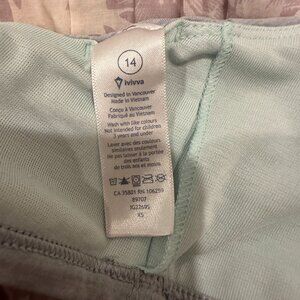 14
ivivva
Designed in Vancouver
Made in Vietnam
Conçu à Vancouver
Fabriqué au Vietnam
Wash with like colours
Not intended for children
3 years and under
Laver avec des couleurs
similaires seulement
Ne pas laisser à la portée
des enfants
de trois ans et moins
CA 35801 RN 106259
89707
XS